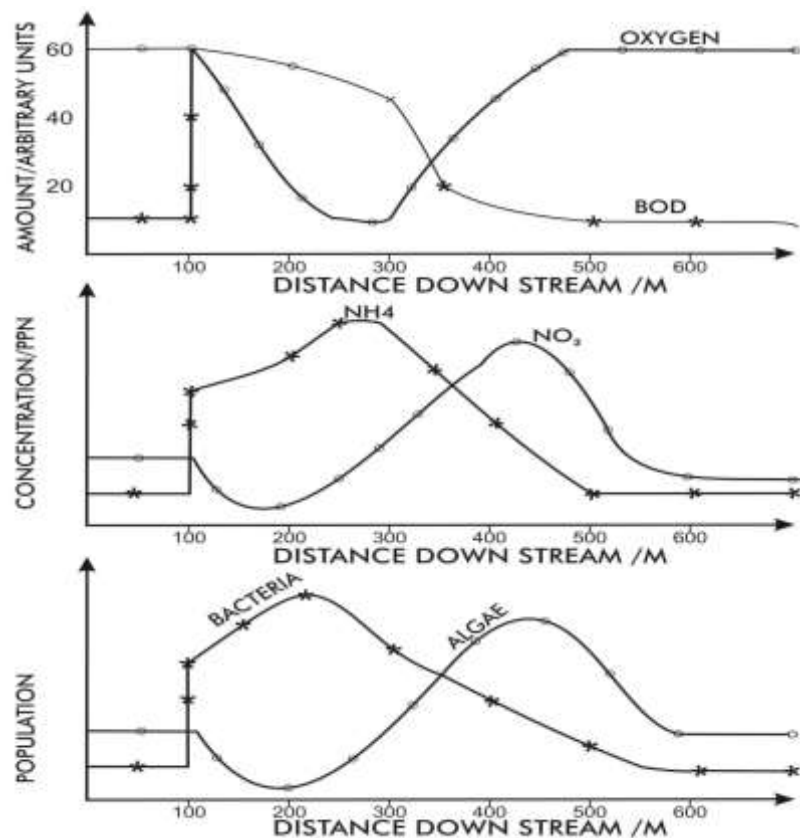 AMOUNT/ARBITRARY UNITS
60
40
20
OXYGEN
BOD
100 200 300 400 500 600
DISTANCE DOWN STREAM /M
CONCENTRATION/PPN
NH4
NO₃
100 200 300 400 500 600
DISTANCE DOWN STREAM /M
POPULATION
BACTERIA
ALGAE
100 200 300 400 500 600
DISTANCE DOWN STREAM /M